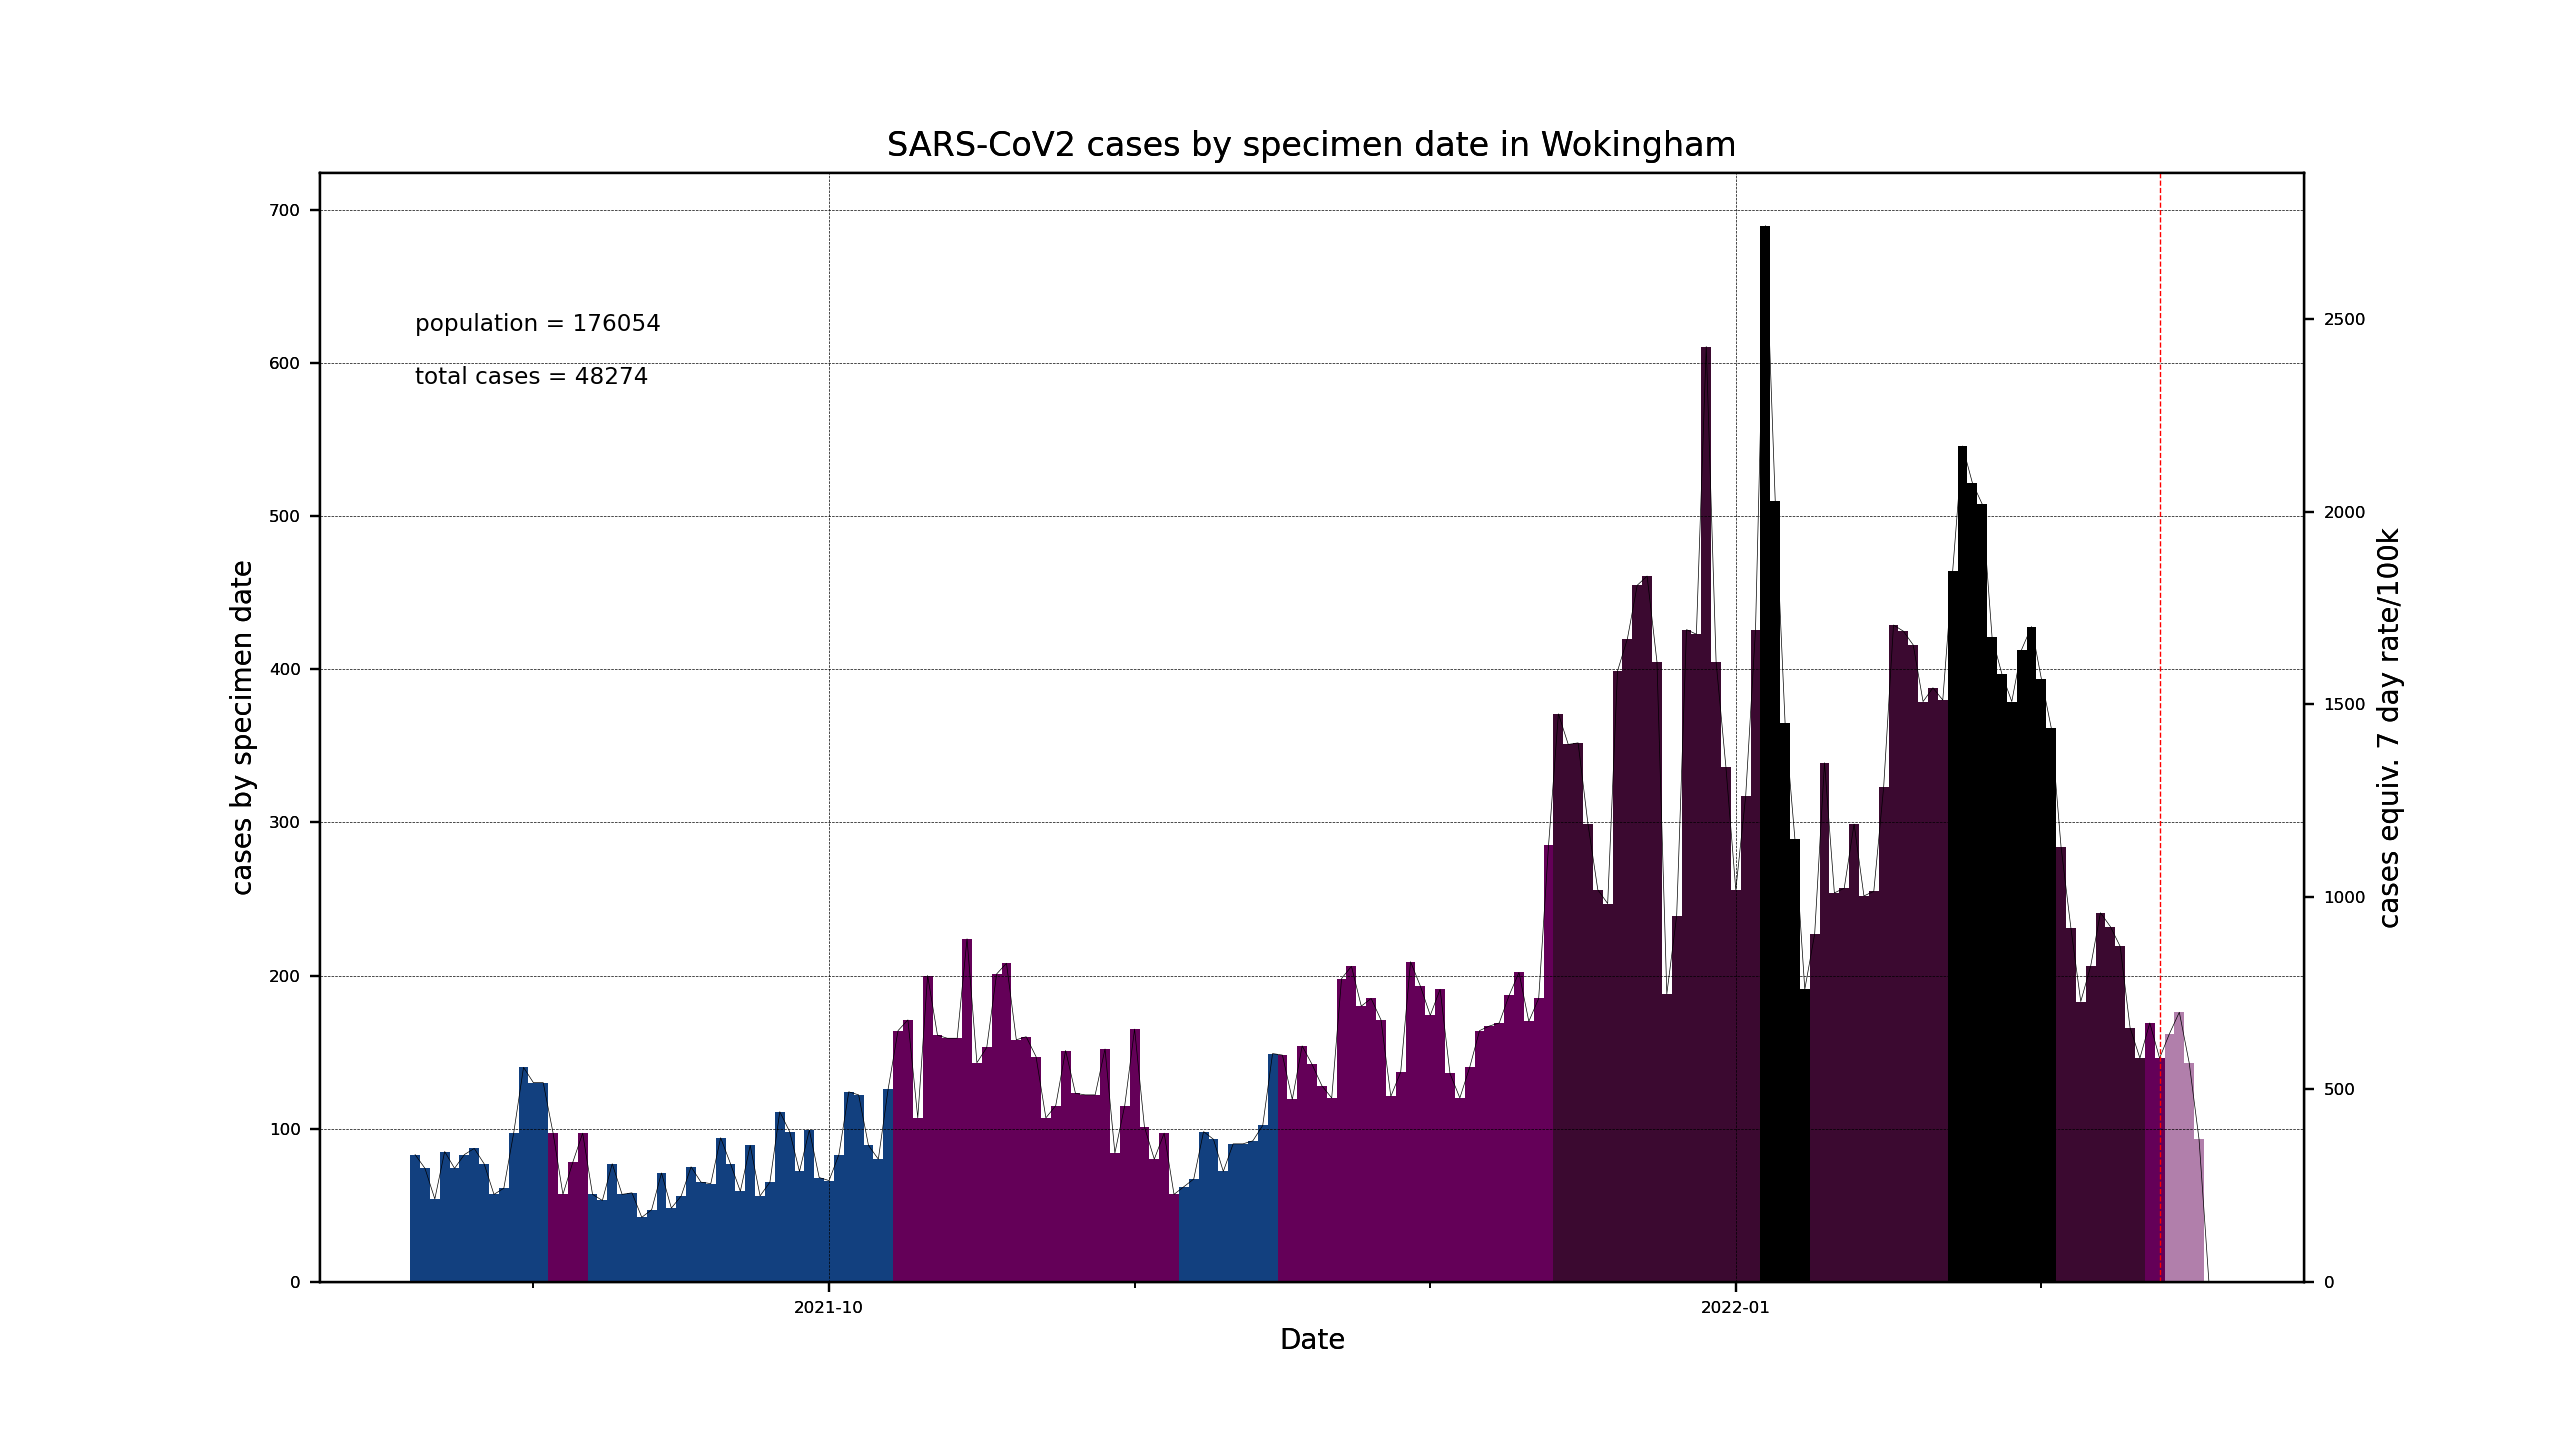 SARS-CoV2 cases by specimen date in Wokingham
population = 176054
total cases = 48274
cases by specimen date
700
600
500
400
300
200
100
0
2500
2000
1500
1000
500
0
cases equiv. 7 day rate/100k
2021-10
2022-01
Date